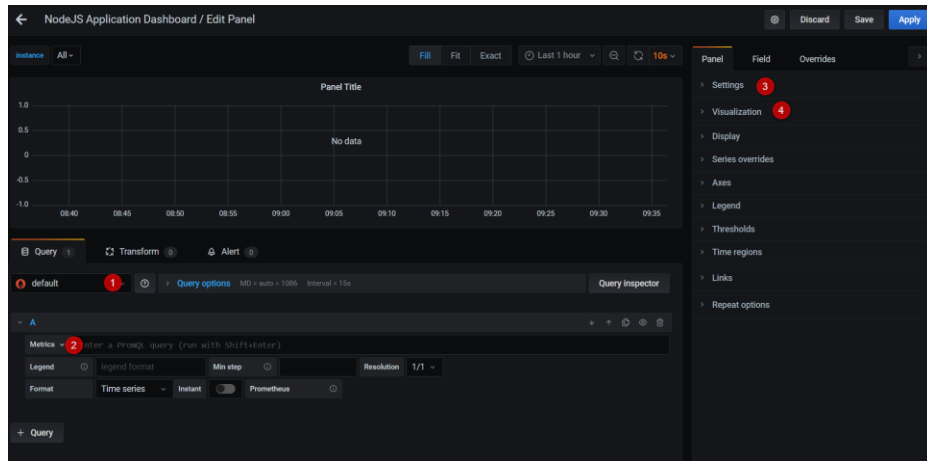 NodeJS Application Dashboard / Edit Panel
Discard Save Apply
instance All
Fill Fit Exact Last 1 hour 10s
Panel Field Overrides
Panel Title
1.0
0.5
0
-0.5
-1.0
No data
08:40 08:45 08:50 08:55 09:00 09:05 09:10 09:15 09:20 09:25 09:30 09:35
Settings 3
Visualization 4
Display
Series overrides
Axes
Legend
Thresholds
Time regions
Links
Repeat options
Query 1 Transform 0 Alert 0
default 1 Query options MD = auto = 1086 Interval = 15s Query inspector
A
Metrics 2 enter a PromQL query (run with Shift+Enter)
Legend legend format Min step Resolution 1/1
Format Time series Instant Prometheus
+ Query